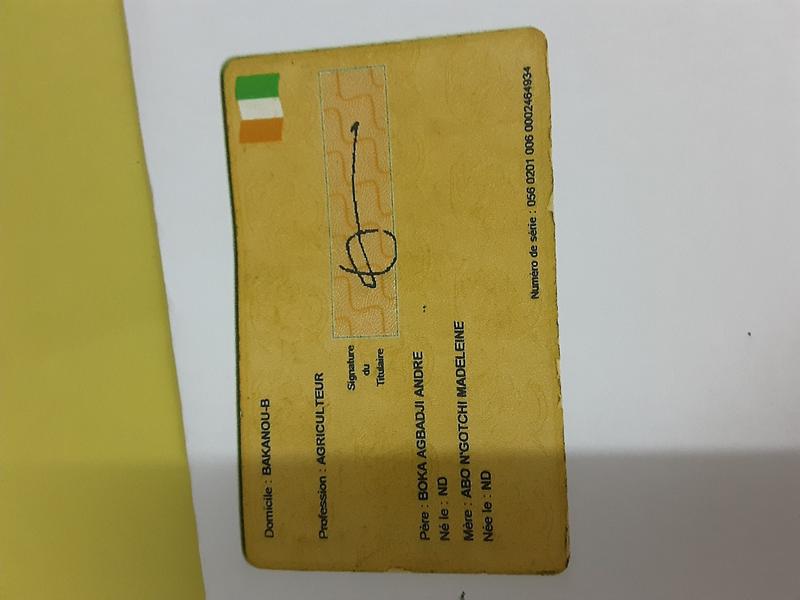 Domicile : BAKANOU-B
Profession : AGRICULTEUR
Signature
du
Titulaire
Père : BOKA AGBADJI ANDRE
Né le : ND
Mère : ABO N'GOTCHI MADELEINE
Née le : ND
Numéro de série : 056 0201 006 0002464934